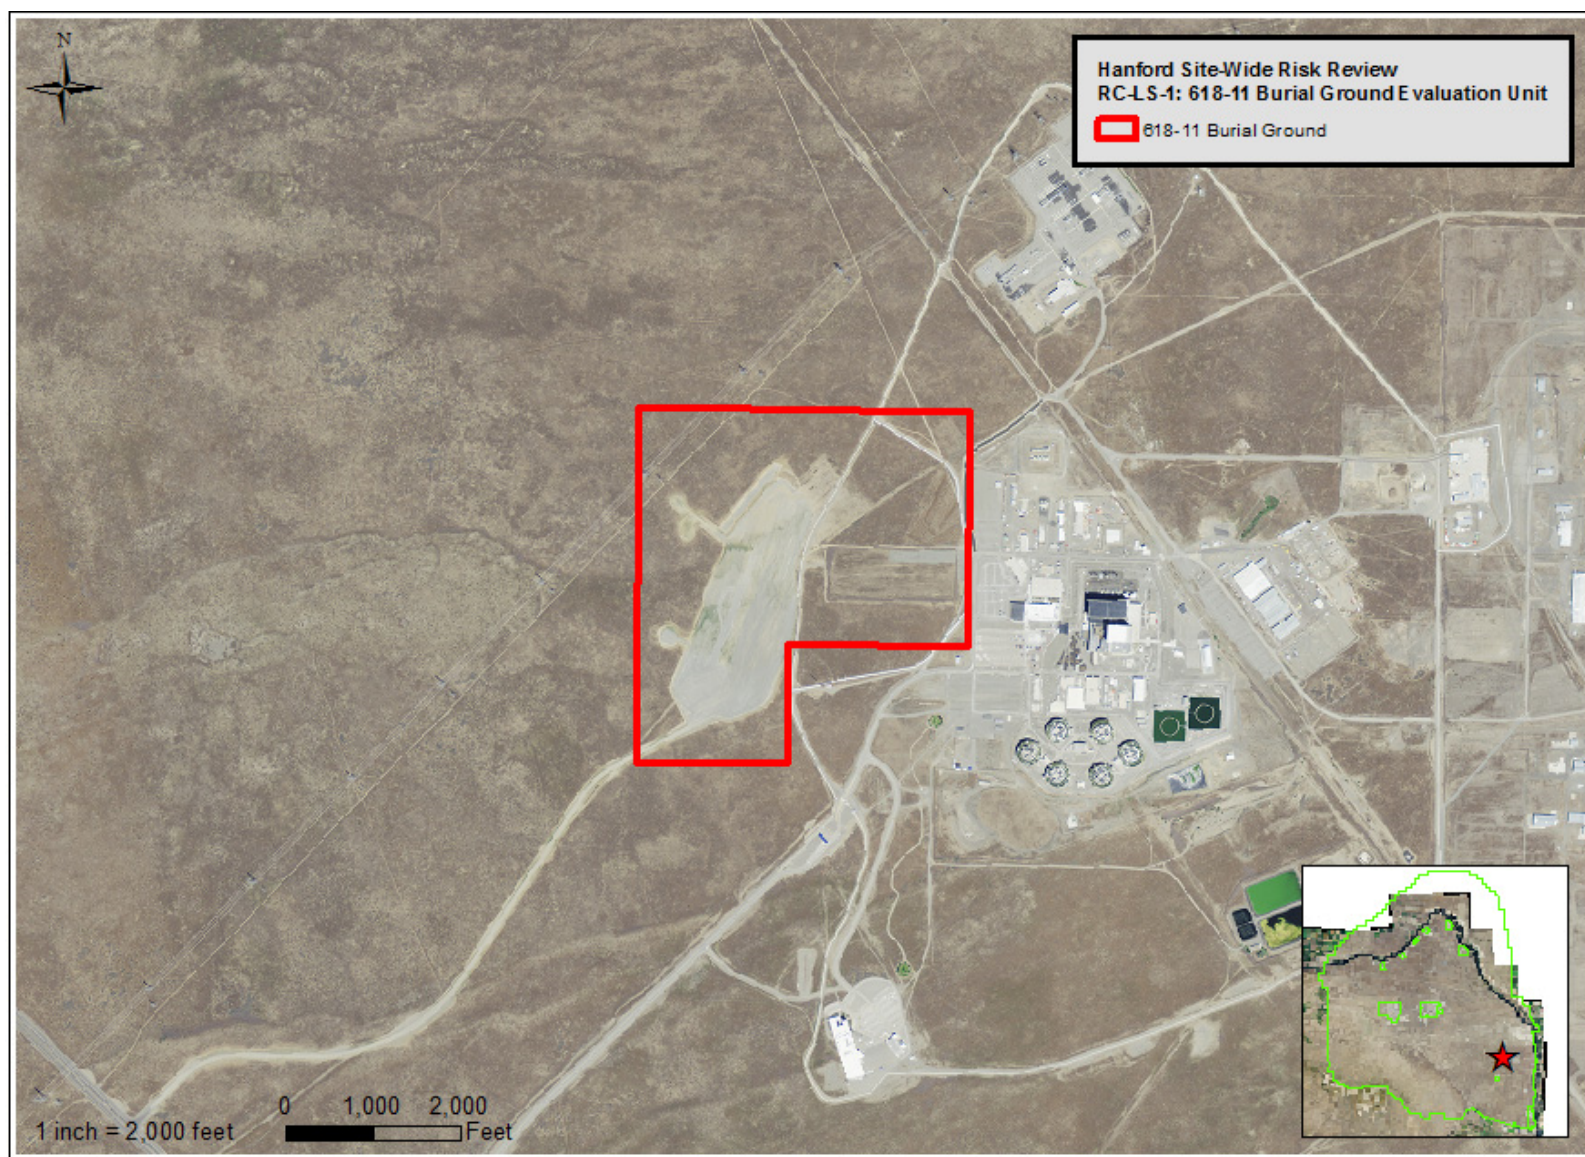 N
Hanford Site-Wide Risk Review
RC-LS-1: 618-11 Burial Ground Evaluation Unit
618-11 Burial Ground
0 1,000 2,000
1 inch = 2,000 feet Feet